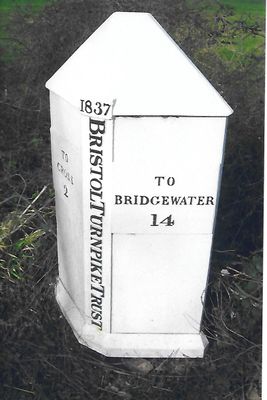 1837
TO
CROSS
2
BRISTOL TURNPIKE TRUST
TO
BRIDGEWATER
14